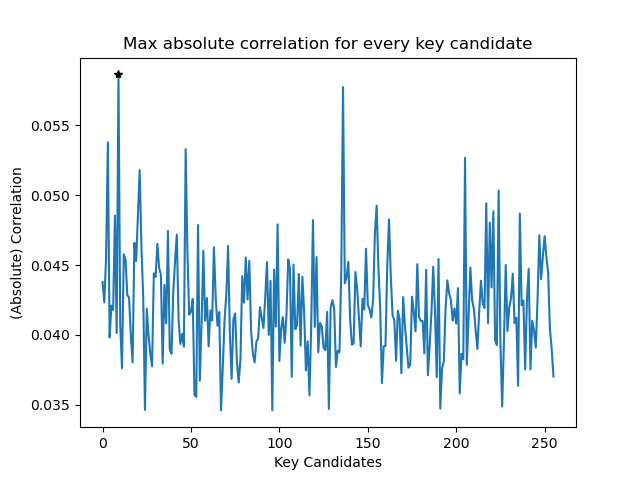 Max absolute correlation for every key candidate
(Absolute) Correlation
0.055
0.050
0.045
0.040
0.035
0 50 100 150 200 250
Key Candidates